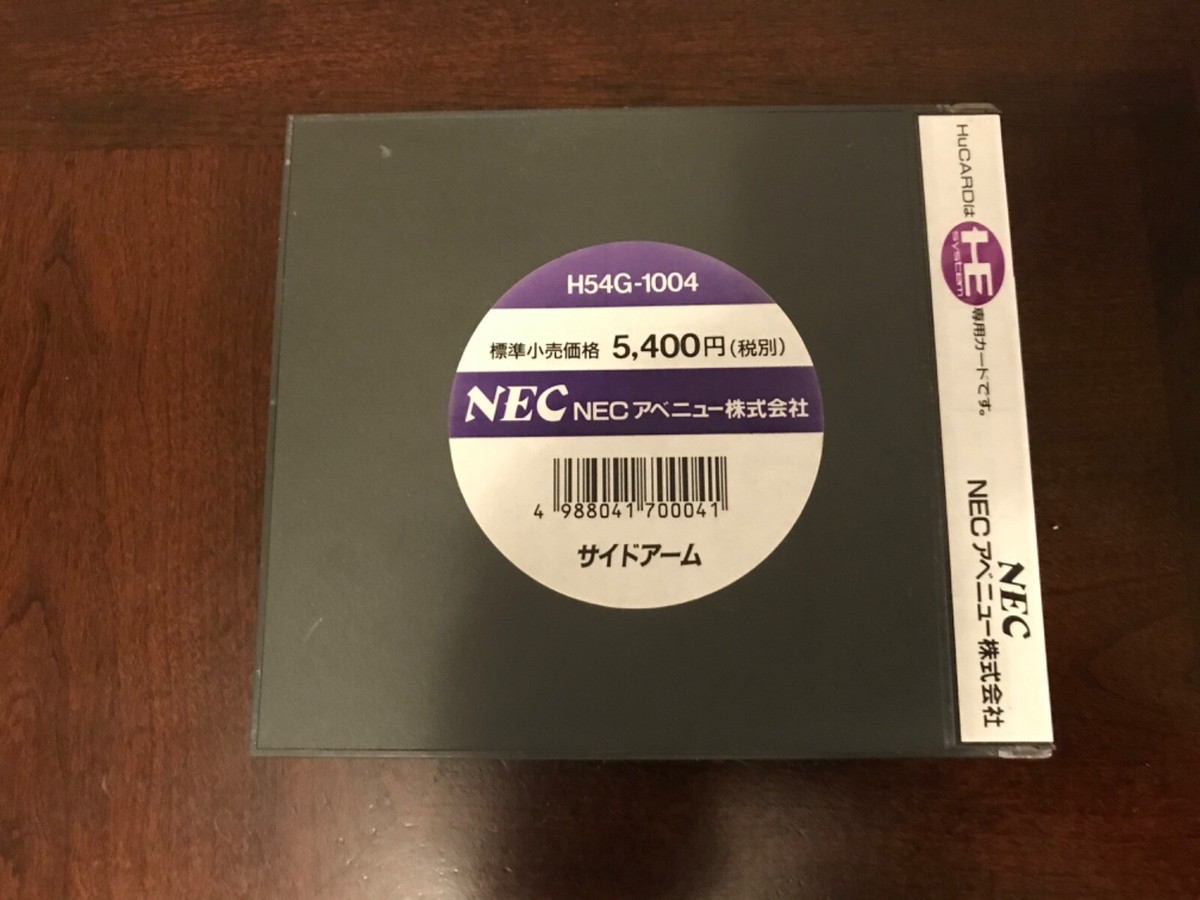 H54G-1004
標準小売価格 5,400円(税別)
NEC NECアベニュー株式会社
4 988041 700041
サイドアーム
HuCARDは HE system 専用カードです。
NEC
NECアベニュー株式会社